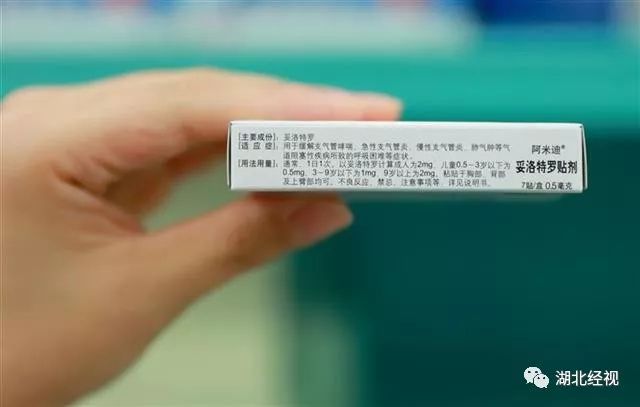 [主要成份] 妥洛特罗
[适 应 症] 用于缓解支气管哮喘、急性支气管炎、慢性支气管炎、肺气肿等气
道阻塞性疾病所致的呼吸困难等症状。
[用法用量] 通常，1日1次，以妥洛特罗计算成人为2mg，儿童0.5～3岁以下为
0.5mg，3～9岁以下为1mg，9岁以上为2mg，粘贴于胸部、背部
及上臂部均可。不良反应、禁忌、注意事项等，详见说明书。
阿米迪®
妥洛特罗贴剂
7贴/盒 0.5毫克
湖北经视